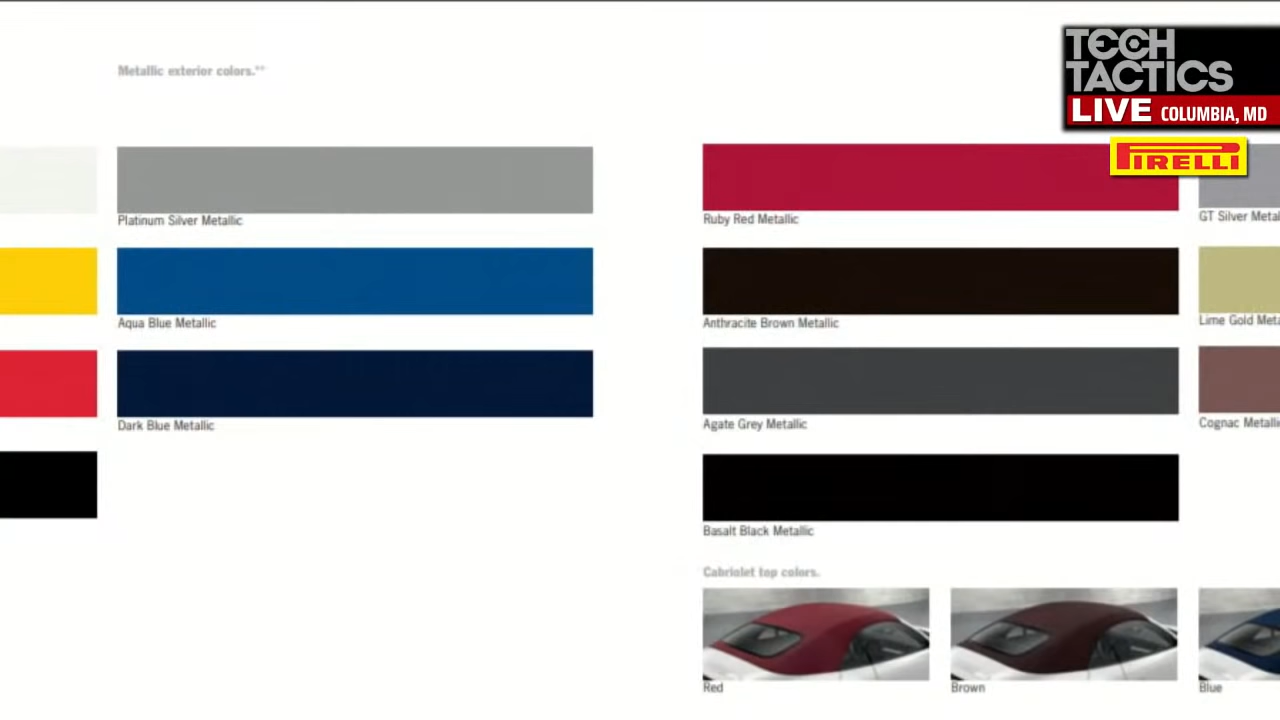 Metallic exterior colors.**
TECH
TACTICS
LIVE COLUMBIA, MD
PIRELLI
Platinum Silver Metallic
Ruby Red Metallic
GT Silver
Aqua Blue Metallic
Anthracite Brown Metallic
Lime Gold
Dark Blue Metallic
Agate Grey Metallic
Cognac
Basalt Black Metallic
Cabriolet top colors.
Red
Brown
Blue